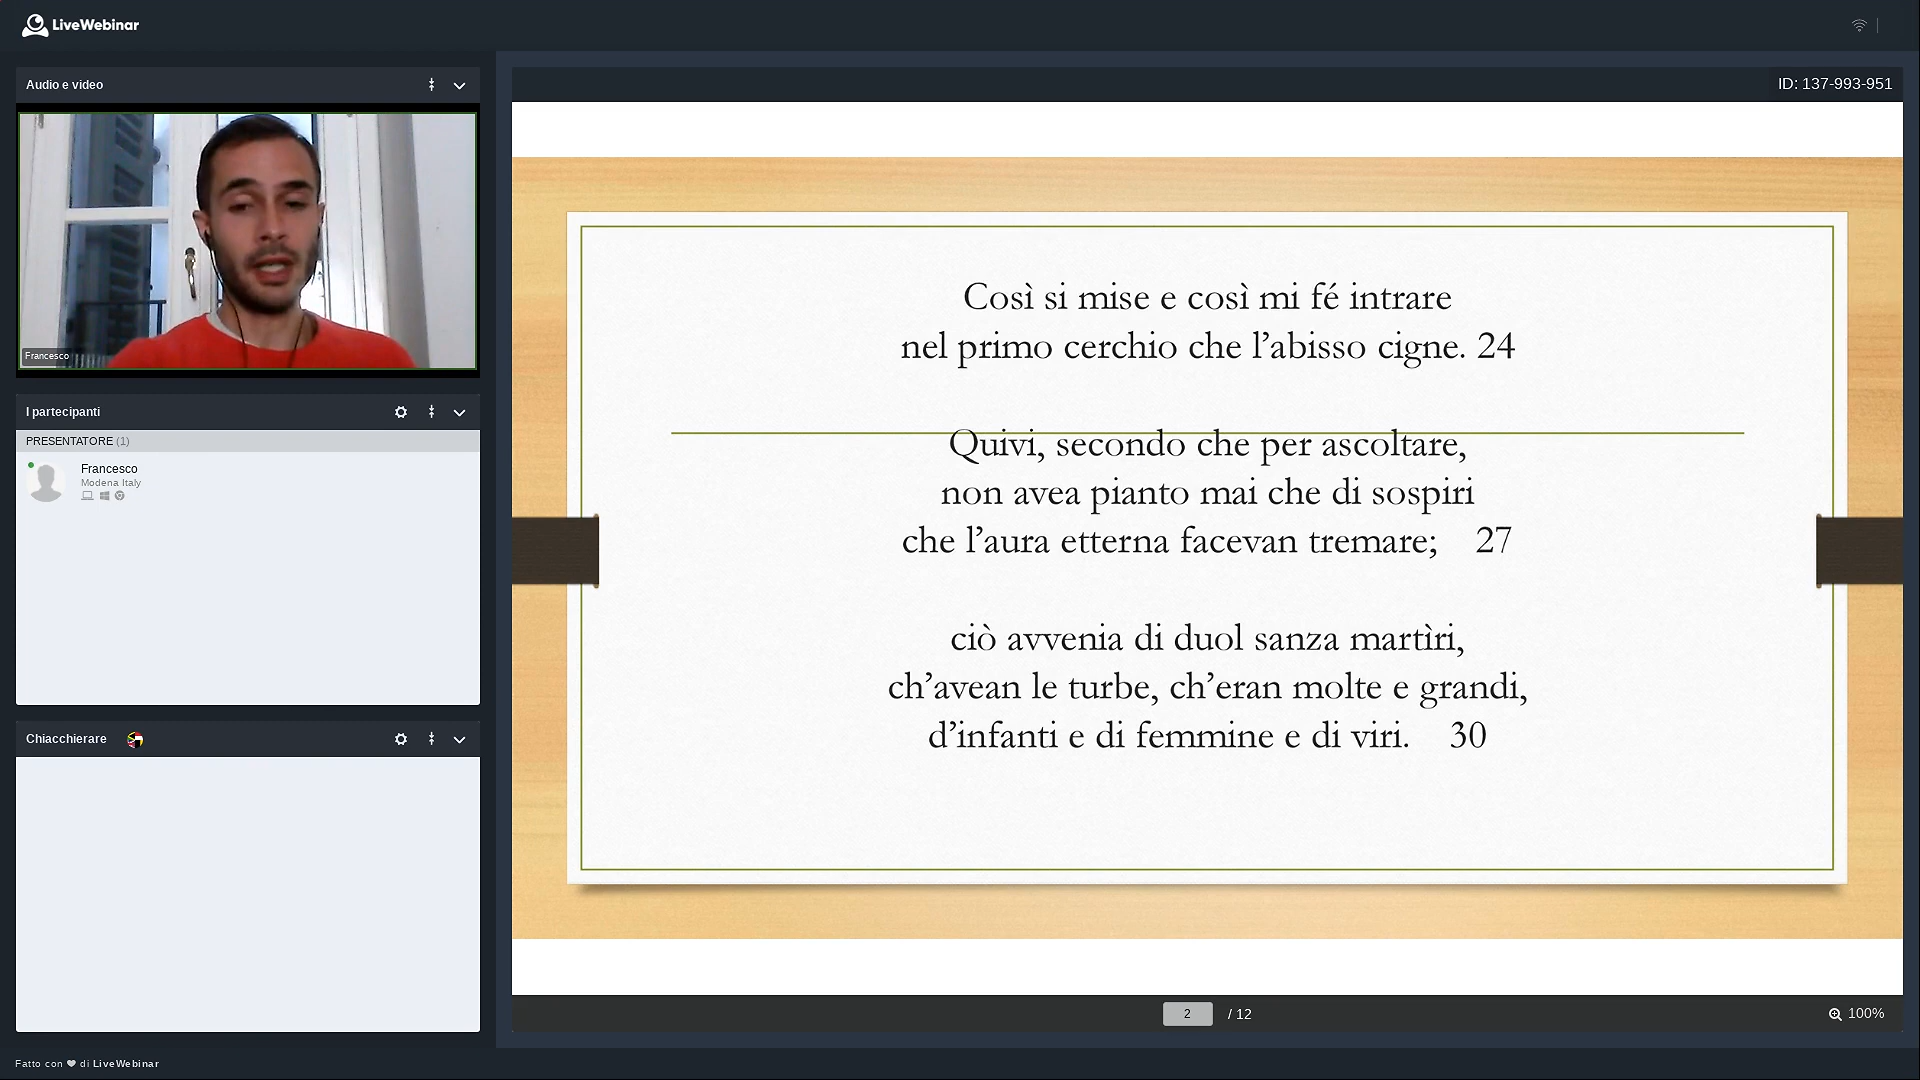 LiveWebinar
Audio e video
Francesco
I partecipanti
PRESENTATORE (1)
Francesco
Modena Italy
Chiacchierare
ID: 137-993-951
Così si mise e così mi fé intrare
nel primo cerchio che l’abisso cigne. 24
Quivi, secondo che per ascoltare,
non avea pianto mai che di sospiri
che l’aura etterna facevan tremare; 27
ciò avvenia di duol sanza martìri,
ch’avean le turbe, ch’eran molte e grandi,
d’infanti e di femmine e di viri. 30
2 / 12
100%
Fatto con ❤ di LiveWebinar